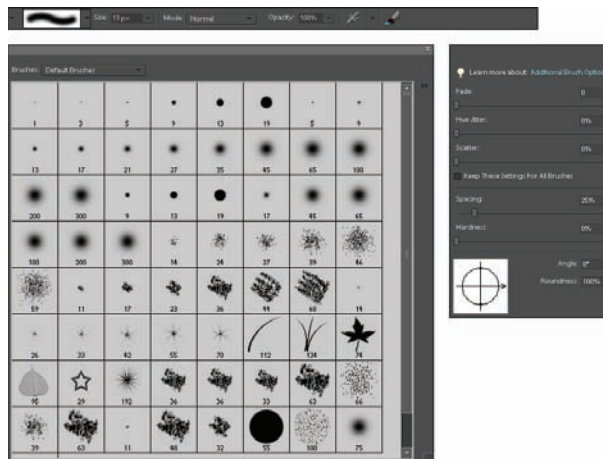 Size: 13 px Mode: Normal Opacity: 100%
Brushes: Default Brushes
1 3 5 9 13 19 5 9
13 17 21 27 35 45 65 100
200 300 9 13 19 17 45 65
100 200 300 14 24 27 39 46
59 11 17 23 36 44 60 14
26 33 42 55 70 112 134 74
95 29 192 36 36 33 63 66
39 63 11 48 32 55 100 75
Learn more about: Additional Brush Option
Fade: 0
Hue Jitter: 0%
Scatter: 0%
Keep These Settings For All Brushes
Spacing: 25%
Hardness: 0%
Angle: 0°
Roundness: 100%